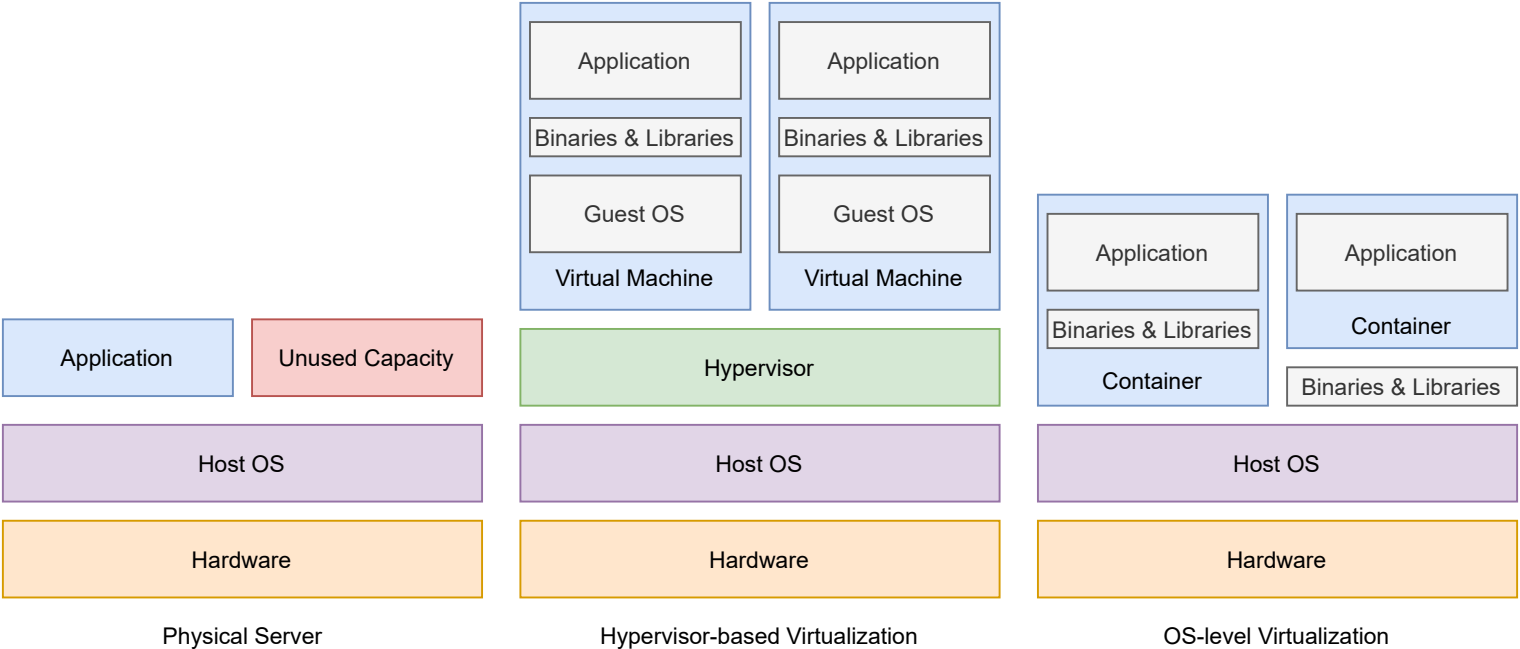 Application
Unused Capacity
Host OS
Hardware
Physical Server
Application
Binaries & Libraries
Guest OS
Virtual Machine
Application
Binaries & Libraries
Guest OS
Virtual Machine
Hypervisor
Host OS
Hardware
Hypervisor-based Virtualization
Application
Binaries & Libraries
Container
Application
Container
Binaries & Libraries
Host OS
Hardware
OS-level Virtualization